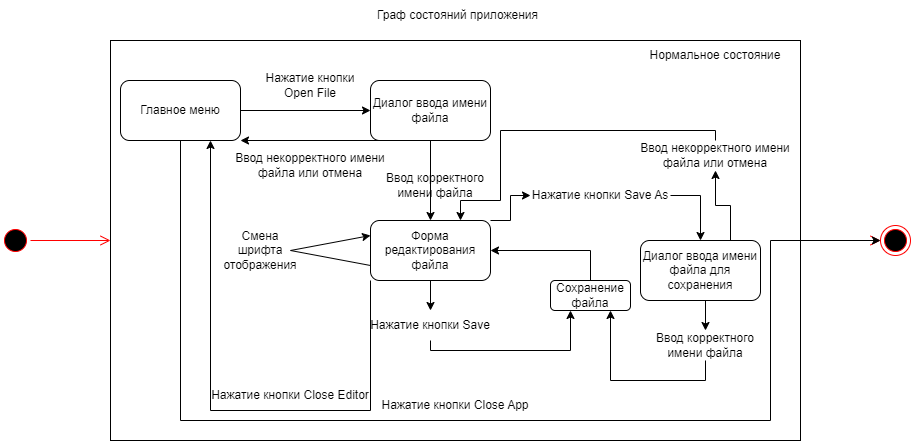 Граф состояний приложения
Нормальное состояние
Главное меню
Нажатие кнопки
Open File
Диалог ввода имени
файла
Ввод некорректного имени
файла или отмена
Ввод некорректного имени
файла или отмена
Ввод корректного
имени файла
Нажатие кнопки Save As
Смена
шрифта
отображения
Форма
редактирования
файла
Диалог ввода имени
файла для
сохранения
Сохранение
файла
Нажатие кнопки Save
Ввод корректного
имени файла
Нажатие кнопки Close Editor
Нажатие кнопки Close App